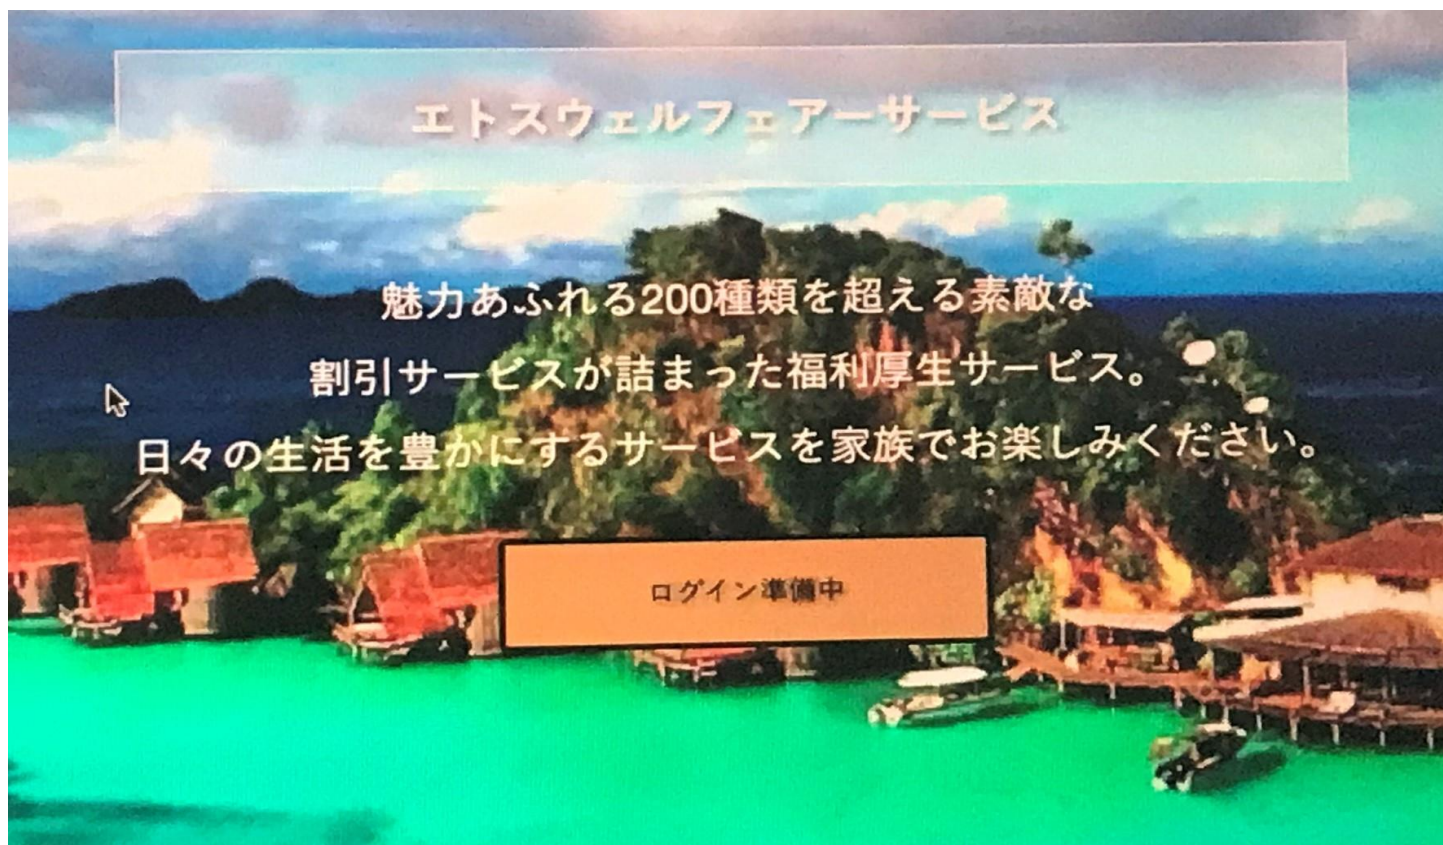 エトスウェルフェアーサービス
魅力あふれる200種類を超える素敵な
割引サービスが詰まった福利厚生サービス。
日々の生活を豊かにするサービスを家族でお楽しみください。
ログイン準備中